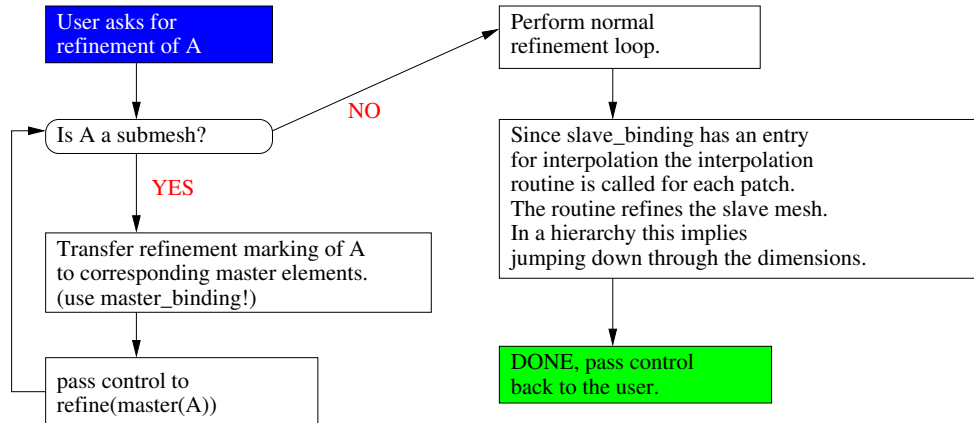 User asks for
refinement of A
Is A a submesh?
YES
NO
Transfer refinement marking of A
to corresponding master elements.
(use master_binding!)
pass control to
refine(master(A))
Perform normal
refinement loop.
Since slave_binding has an entry
for interpolation the interpolation
routine is called for each patch.
The routine refines the slave mesh.
In a hierarchy this implies
jumping down through the dimensions.
DONE, pass control
back to the user.